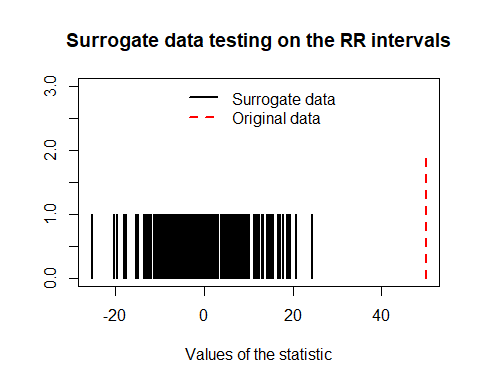 Surrogate data testing on the RR intervals
3.0
2.0
1.0
0.0
Surrogate data
Original data
-20 0 20 40
Values of the statistic